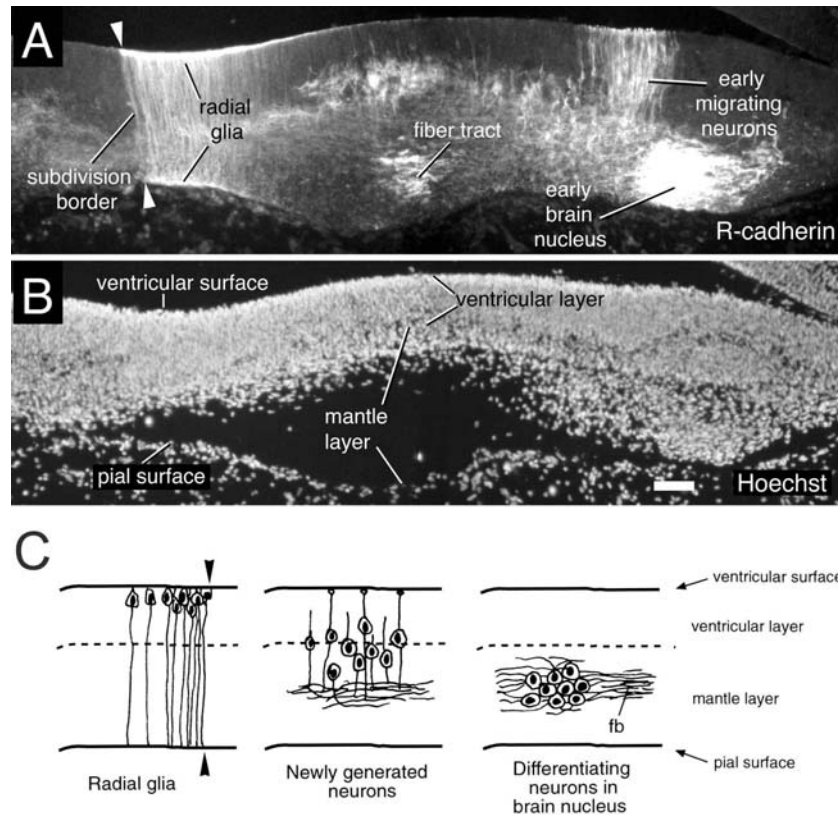 A
radial
glia
subdivision
border
fiber tract
early
migrating
neurons
early
brain
nucleus
R-cadherin
B
ventricular surface
ventricular layer
mantle
layer
pial surface
Hoechst
C
ventricular surface
ventricular layer
mantle layer
fb
pial surface
Radial glia
Newly generated
neurons
Differentiating
neurons in
brain nucleus